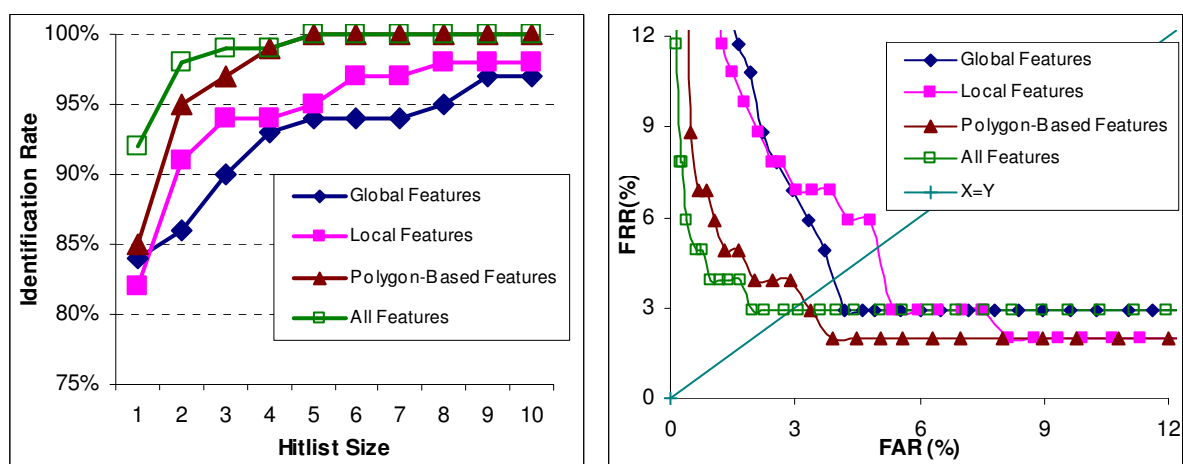 100%
95%
90%
85%
80%
75%
Identification Rate
1 2 3 4 5 6 7 8 9 10
Hitlist Size
Global Features
Local Features
Polygon-Based Features
All Features
12
9
6
3
0
FRR(%)
0 3 6 9 12
FAR (%)
Global Features
Local Features
Polygon-Based Features
All Features
X=Y